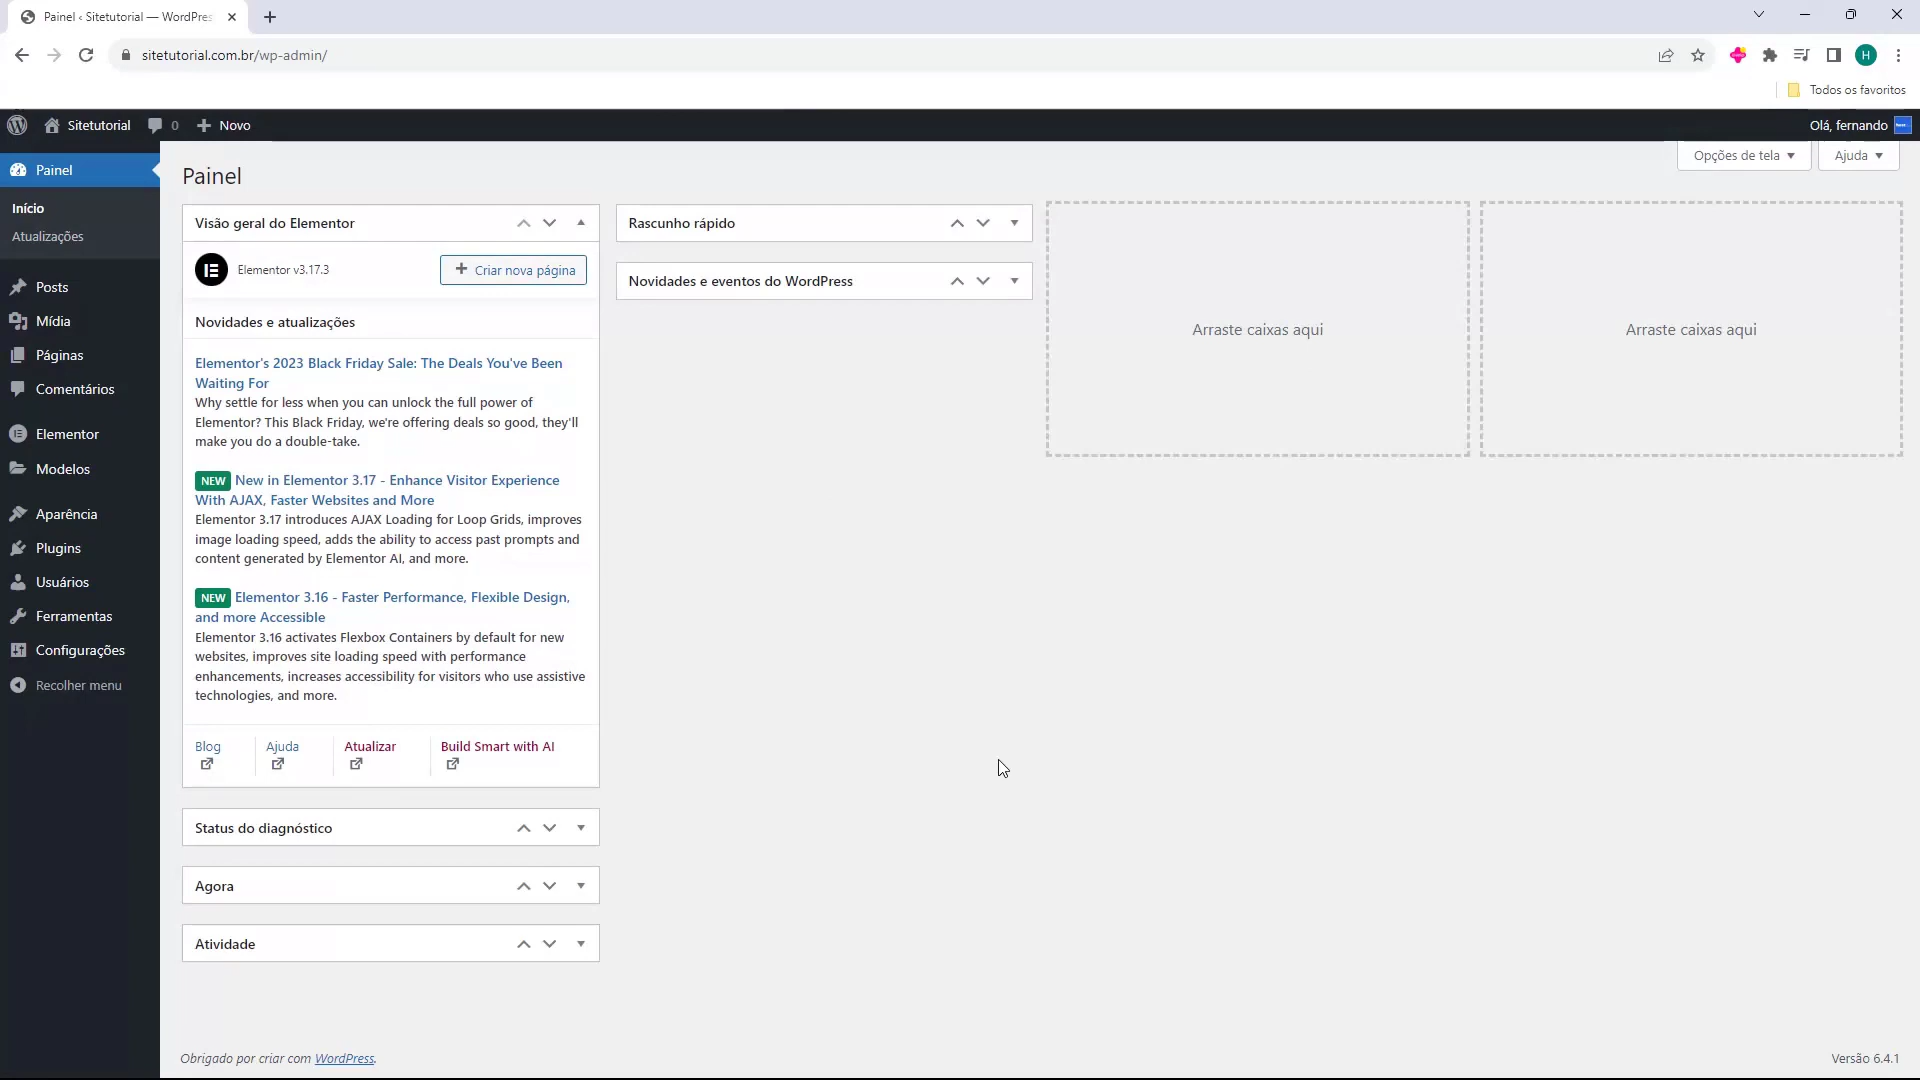 Painel ‹ Sitetutorial — WordPres
sitetutorial.com.br/wp-admin/
H
Todos os favoritos
Sitetutorial
0
Novo
Olá, fernando
Painel
Início
Atualizações
Posts
Mídia
Páginas
Comentários
Elementor
Modelos
Aparência
Plugins
Usuários
Ferramentas
Configurações
Recolher menu
Opções de tela
Ajuda
Painel
Visão geral do Elementor
Elementor v3.17.3
Criar nova página
Novidades e atualizações
Elementor's 2023 Black Friday Sale: The Deals You've Been
Waiting For
Why settle for less when you can unlock the full power of
Elementor? This Black Friday, we're offering deals so good, they'll
make you do a double-take.
NEW New in Elementor 3.17 - Enhance Visitor Experience
With AJAX, Faster Websites and More
Elementor 3.17 introduces AJAX Loading for Loop Grids, improves
image loading speed, adds the ability to access past prompts and
content generated by Elementor AI, and more.
NEW Elementor 3.16 - Faster Performance, Flexible Design,
and more Accessible
Elementor 3.16 activates Flexbox Containers by default for new
websites, improves site loading speed with performance
enhancements, increases accessibility for visitors who use assistive
technologies, and more.
Blog
Ajuda
Atualizar
Build Smart with AI
Status do diagnóstico
Agora
Atividade
Rascunho rápido
Novidades e eventos do WordPress
Arraste caixas aqui
Arraste caixas aqui
Obrigado por criar com WordPress.
Versão 6.4.1